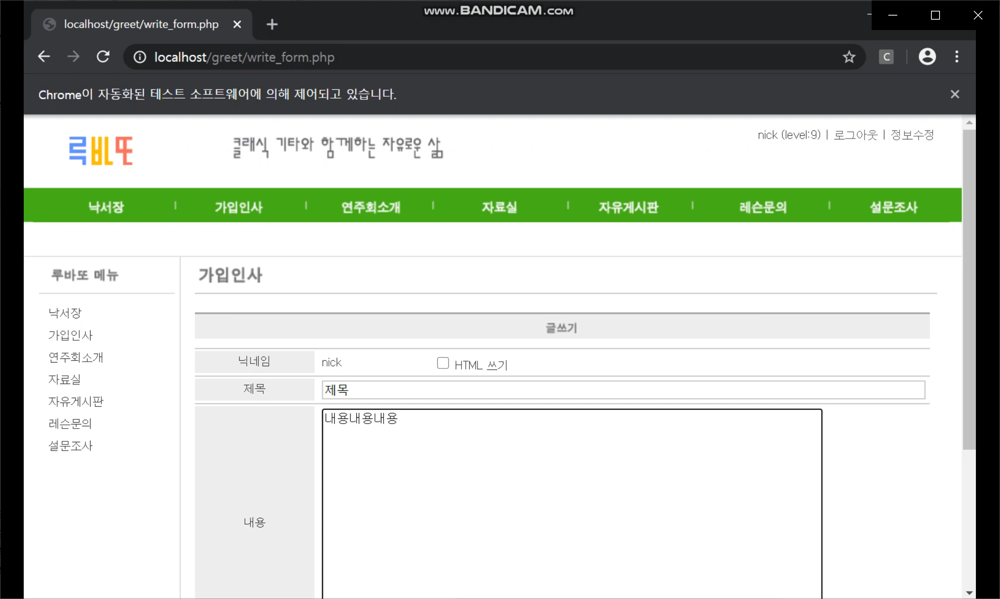 www.BANDICAM.com
localhost/greet/write_form.php
localhost/greet/write_form.php
C
Chrome이 자동화된 테스트 소프트웨어에 의해 제어되고 있습니다.
루바또
클래식 기타와 함께하는 자유로운 삶
nick (level:9) | 로그아웃 | 정보수정
낙서장 | 가입인사 | 연주회소개 | 자료실 | 자유게시판 | 레슨문의 | 설문조사
루바또 메뉴
낙서장
가입인사
연주회소개
자료실
자유게시판
레슨문의
설문조사
가입인사
글쓰기
닉네임 nick HTML 쓰기
제목 제목
내용내용내용
내용